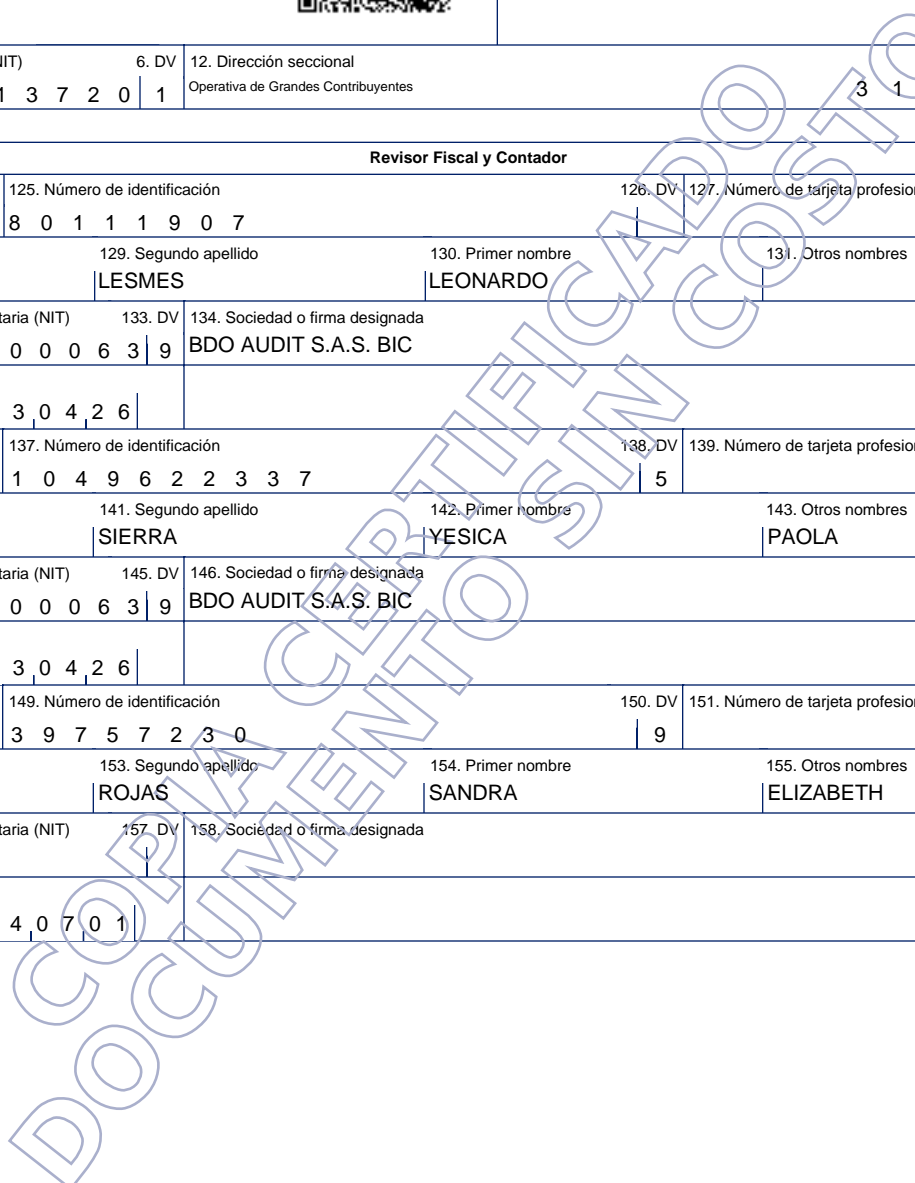 NIT) 6. DV 12. Dirección seccional
1 3 7 2 0 1 Operativa de Grandes Contribuyentes 3 1
Revisor Fiscal y Contador
125. Número de identificación 126. DV 127. Número de tarjeta profesion
8 0 1 1 1 9 0 7
129. Segundo apellido 130. Primer nombre 131. Otros nombres
LESMES LEONARDO
taria (NIT) 133. DV 134. Sociedad o firma designada
0 0 0 6 3 9 BDO AUDIT S.A.S. BIC
3 0 4 2 6
137. Número de identificación 138. DV 139. Número de tarjeta profesion
1 0 4 9 6 2 2 3 3 7 5
141. Segundo apellido 142. Primer nombre 143. Otros nombres
SIERRA YESICA PAOLA
taria (NIT) 145. DV 146. Sociedad o firma designada
0 0 0 6 3 9 BDO AUDIT S.A.S. BIC
3 0 4 2 6
149. Número de identificación 150. DV 151. Número de tarjeta profesion
3 9 7 5 7 2 3 0 9
153. Segundo apellido 154. Primer nombre 155. Otros nombres
ROJAS SANDRA ELIZABETH
taria (NIT) 157. DV 158. Sociedad o firma designada
4 0 7 0 1
COPIA CERTIFICADO
DOCUMENTO SIN COSTO